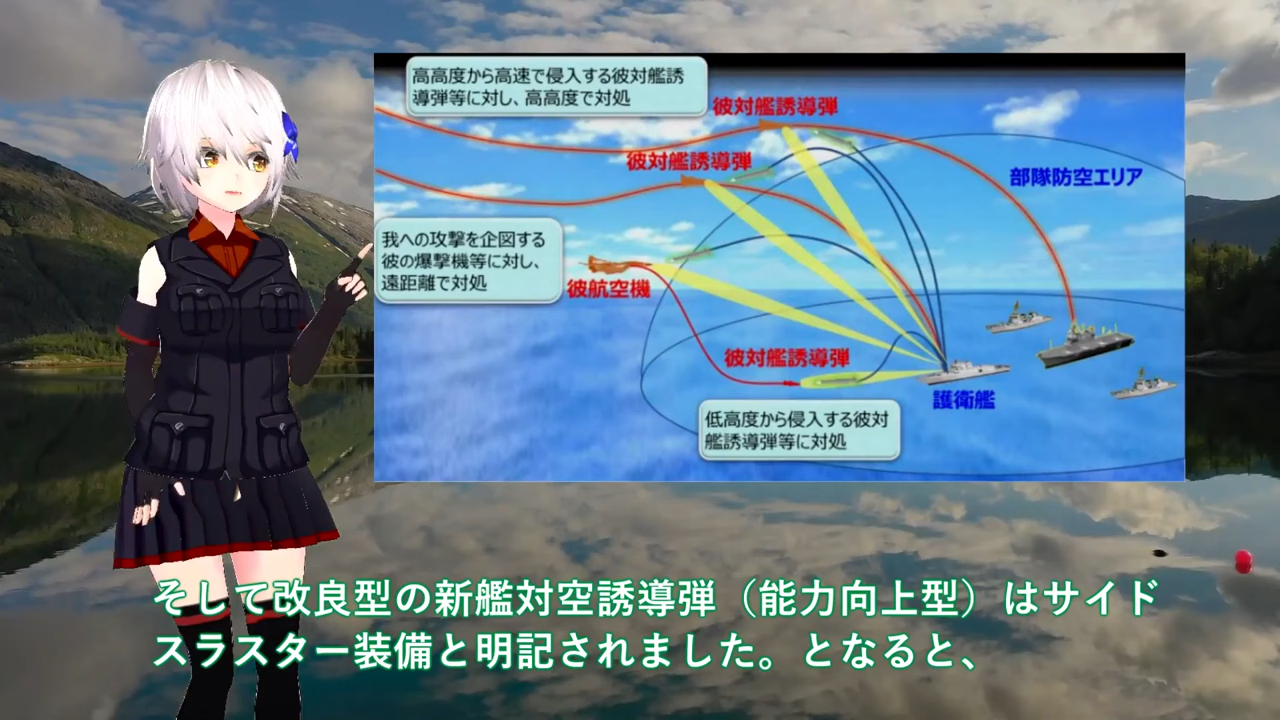 高高度から高速で侵入する彼対艦誘
導弾等に対し、高高度で対処
彼対艦誘導弾
彼対艦誘導弾
部隊防空エリア
我への攻撃を企図する
彼の爆撃機等に対し、
遠距離で対処
彼航空機
彼対艦誘導弾
護衛艦
低高度から侵入する彼対
艦誘導弾等に対処
そして改良型の新艦対空誘導弾（能力向上型）はサイド
スラスター装備と明記されました。となると、